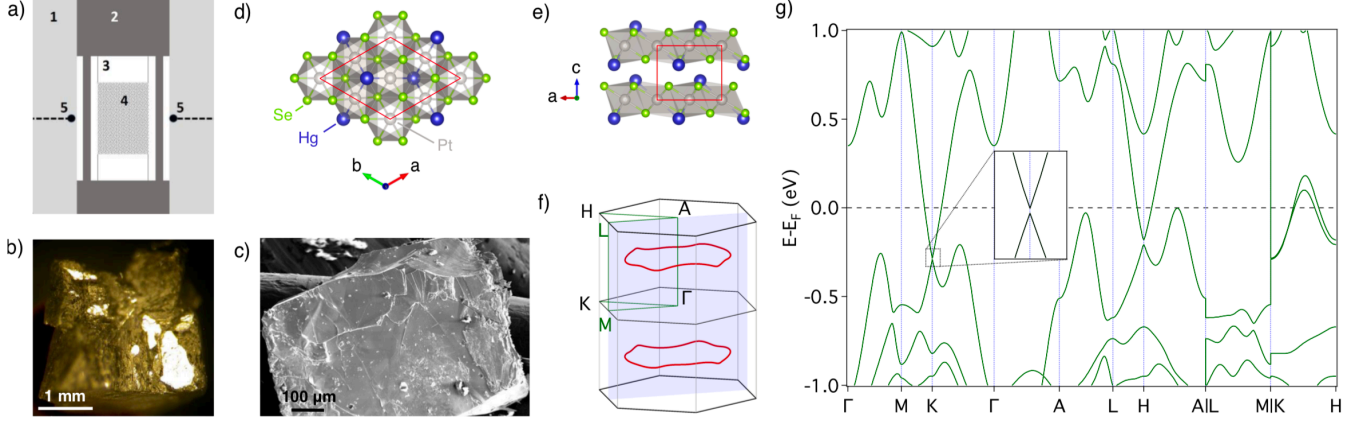 a)
1
2
3
4
5
5
b)
1 mm
c)
100 µm
d)
Se
Hg
Pt
b
a
e)
c
a
f)
H
A
L
K
Γ
M
g)
E-E_F (eV)
1.0
0.5
0.0
-0.5
-1.0
Γ M K Γ A L H A|L M|K H